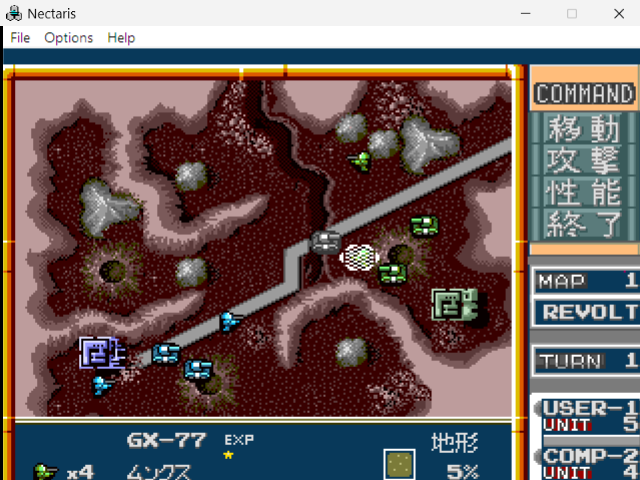 Nectaris
File Options Help
COMMAND
移動
攻撃
性能
終了
MAP 1
REVOLT
TURN 1
USER-1
UNIT 5
COMP-2
UNIT 4
GX-77 EXP 地形
x4 ムンクス 5%